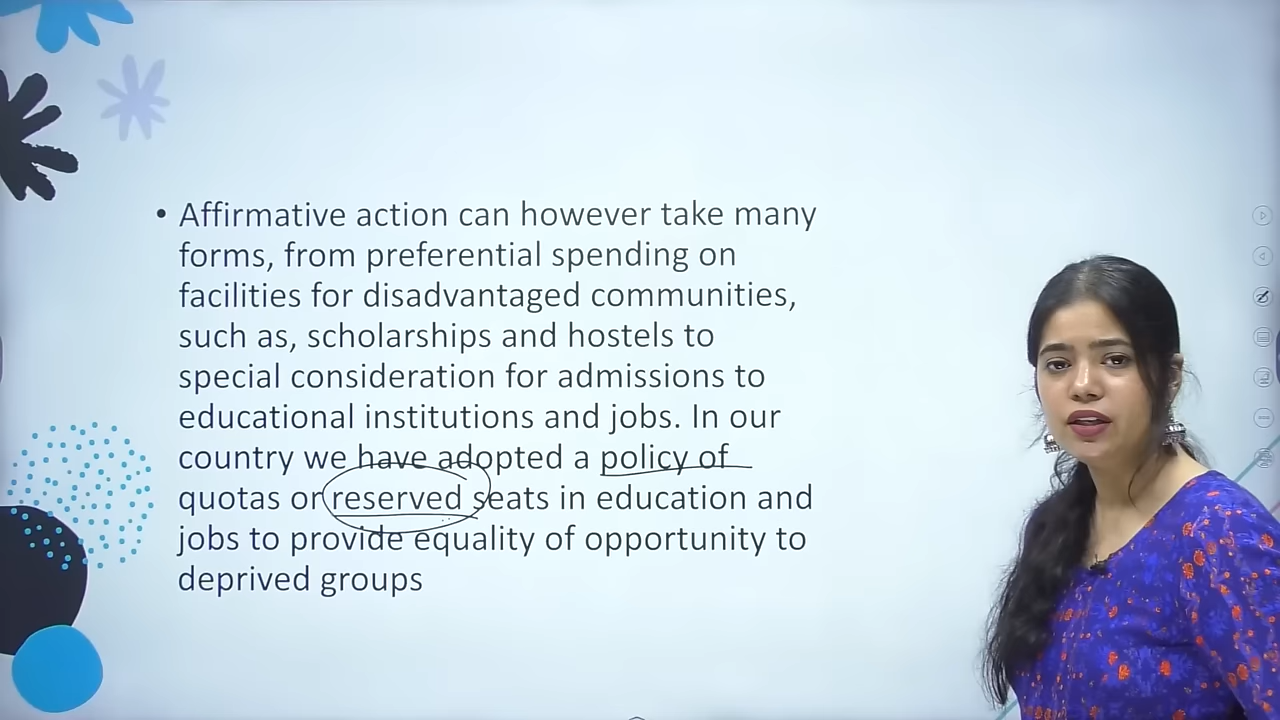 • Affirmative action can however take many
forms, from preferential spending on
facilities for disadvantaged communities,
such as, scholarships and hostels to
special consideration for admissions to
educational institutions and jobs. In our
country we have adopted a policy of
quotas or reserved seats in education and
jobs to provide equality of opportunity to
deprived groups